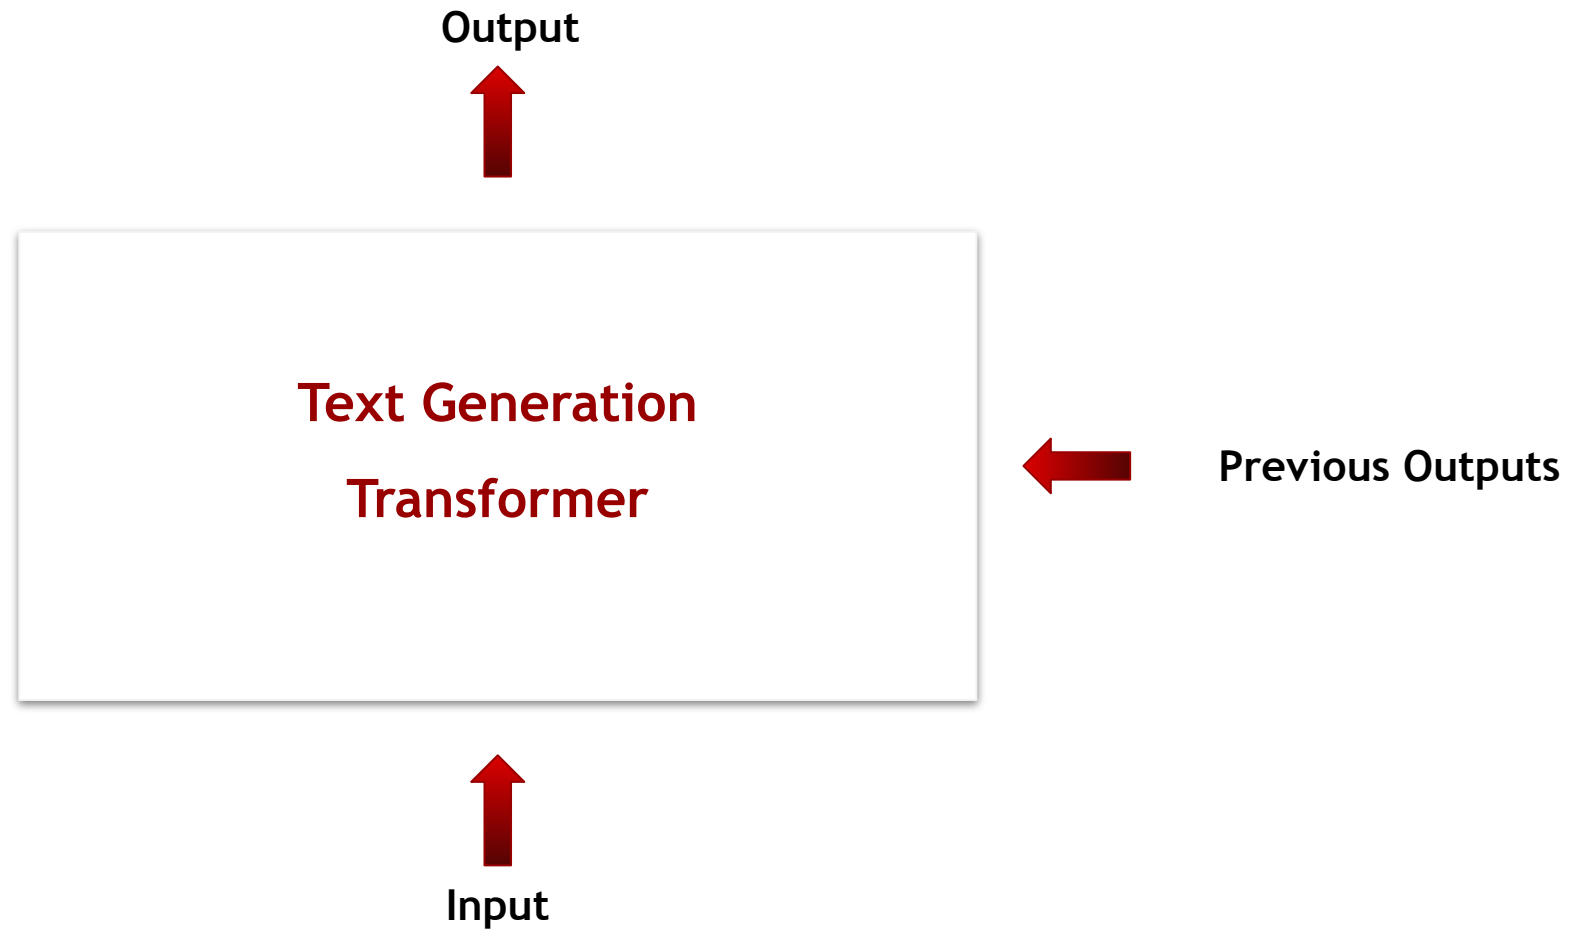 Output
Text Generation
Transformer
Previous Outputs
Input